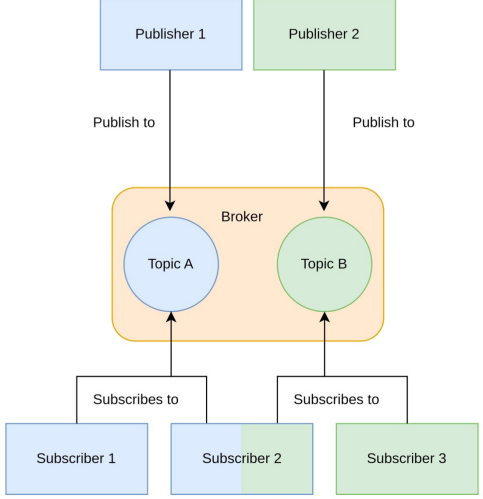 Publisher 1
Publisher 2
Publish to
Publish to
Broker
Topic A
Topic B
Subscribes to
Subscribes to
Subscriber 1
Subscriber 2
Subscriber 3